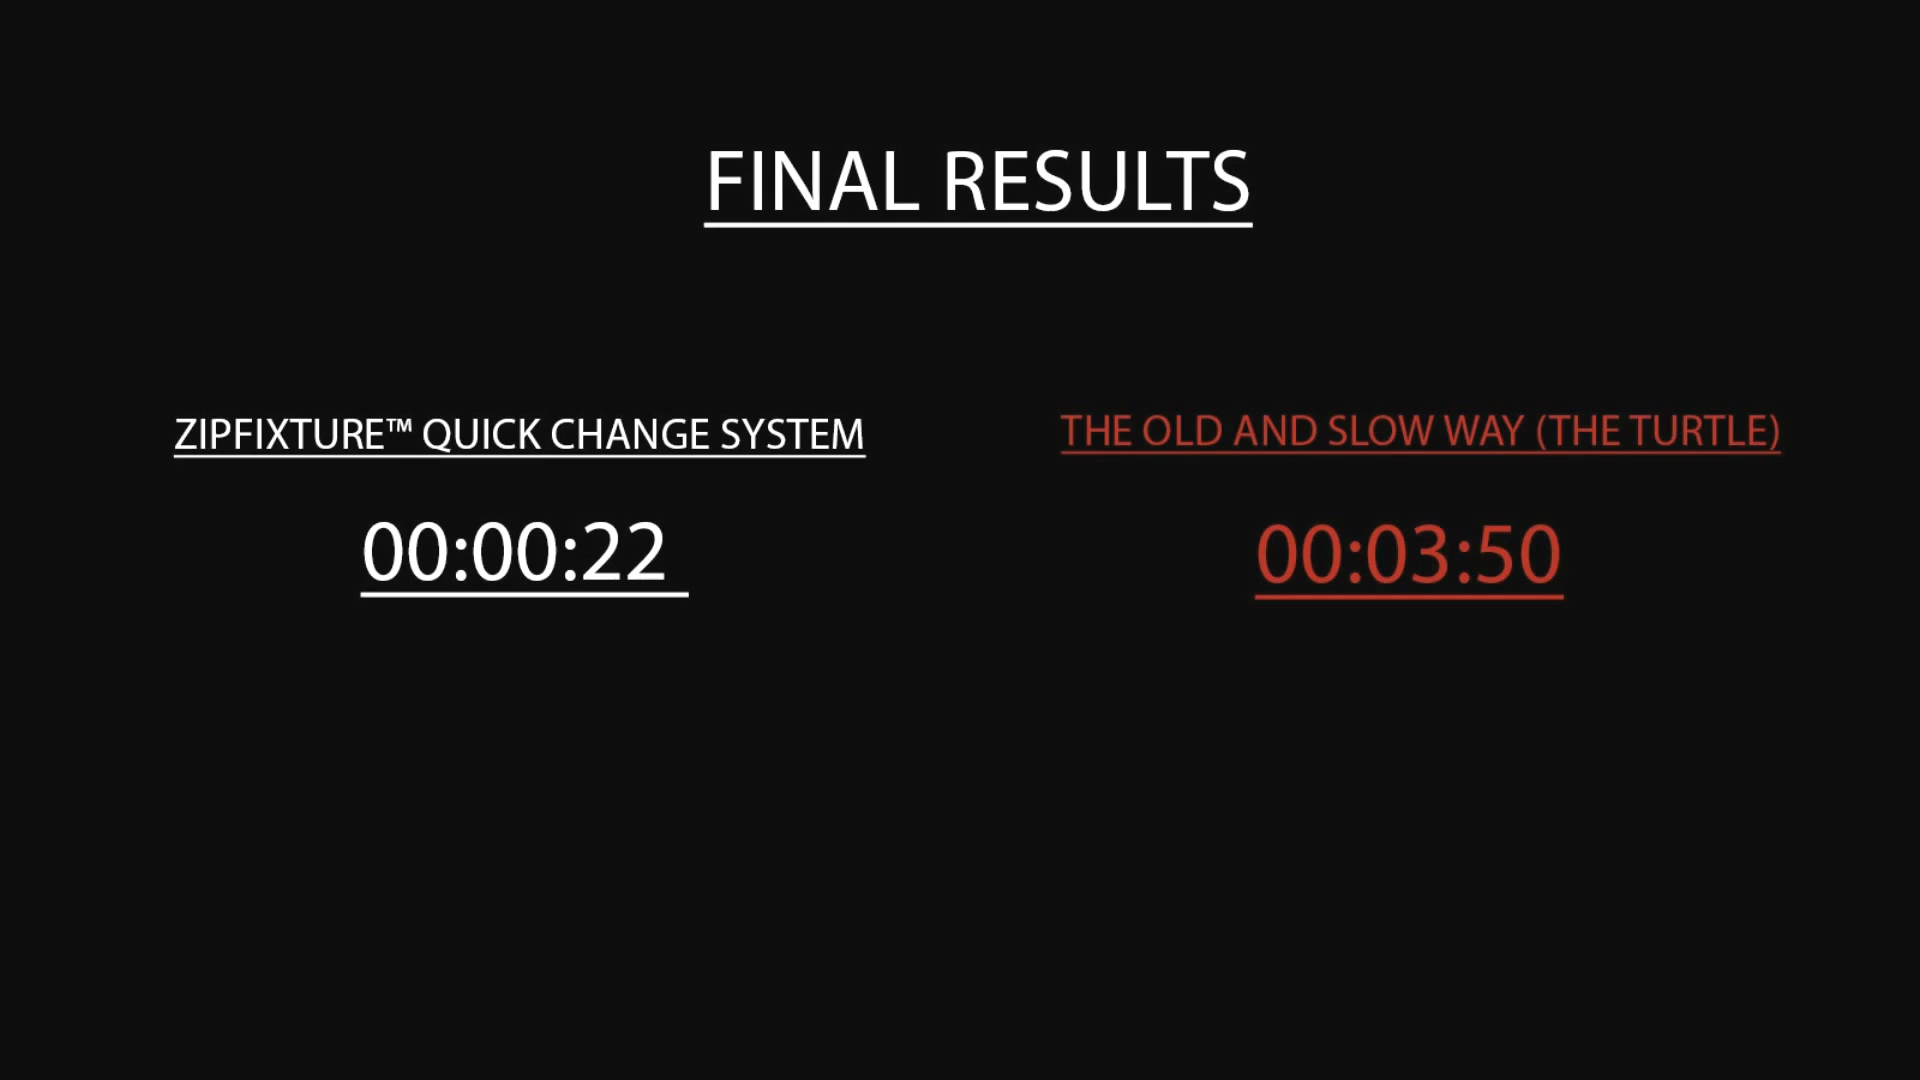 FINAL RESULTS
ZIPFIXTURE™ QUICK CHANGE SYSTEM
THE OLD AND SLOW WAY (THE TURTLE)
00:00:22
00:03:50